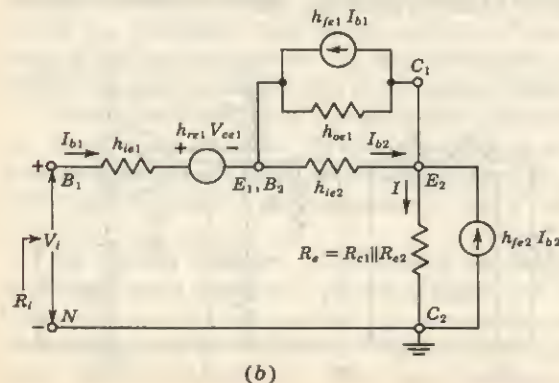 h_{fe1} I_{b1}
C_1
I_{b1}
h_{ie1}
h_{re1} V_{ce1}
h_{oe1}
I_{b2}
+
+
-
B_1
E_1, B_2
h_{ie2}
E_2
I
V_i
R_e = R_{c1}||R_{e2}
h_{fe2} I_{b2}
R_i
-
N
C_2
(b)